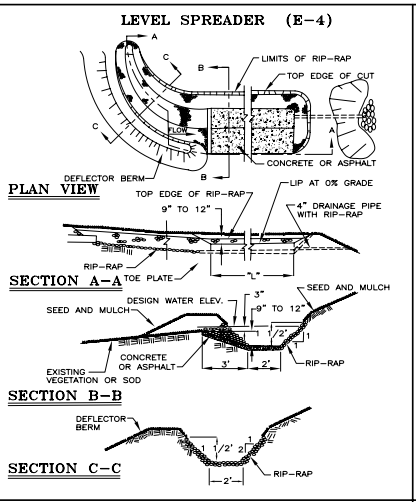 LEVEL SPREADER (E-4)
A
C
B
LIMITS OF RIP-RAP
TOP EDGE OF CUT
FLOW
A
C
B
DEFLECTOR BERM
CONCRETE OR ASPHALT
PLAN VIEW
TOP EDGE OF RIP-RAP
LIP AT 0% GRADE
9" TO 12"
4" DRAINAGE PIPE
WITH RIP-RAP
RIP-RAP
"L"
SECTION A-A
TOE PLATE
SEED AND MULCH
DESIGN WATER ELEV.
3"
SEED AND MULCH
9" TO 12"
1
1/2'
1
1
CONCRETE
OR ASPHALT
EXISTING
VEGETATION OR SOD
3'
2'
RIP-RAP
SECTION B-B
DEFLECTOR
BERM
1
1/2'
2
1
1
RIP-RAP
2'
SECTION C-C